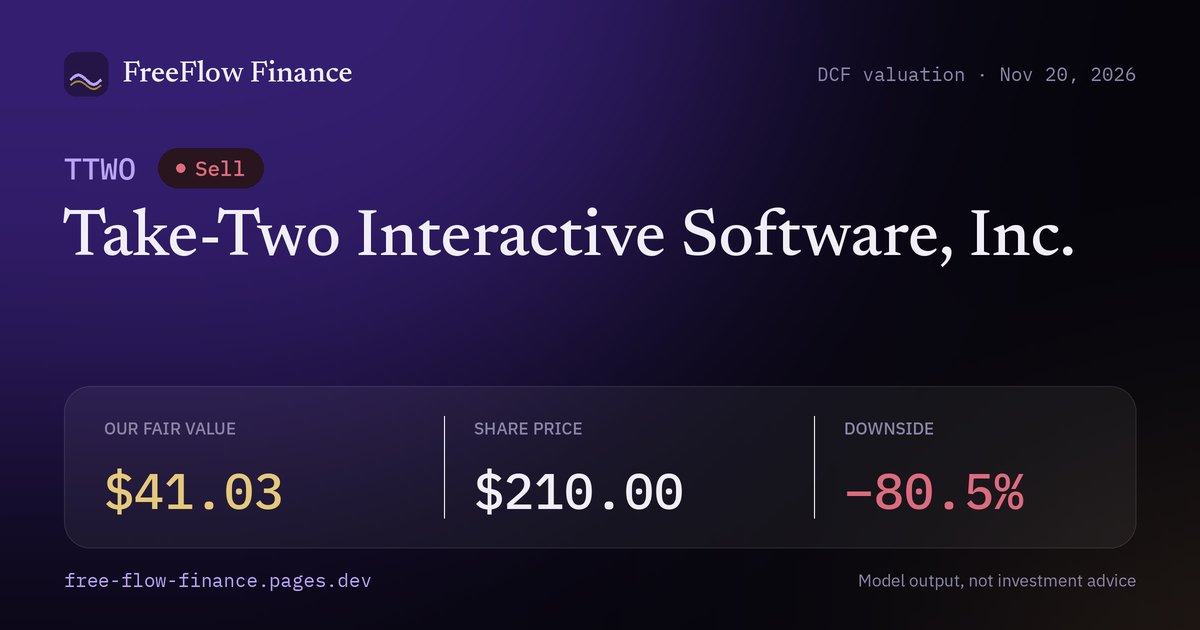 FreeFlow Finance
DCF valuation · Nov 20, 2026
TTWO
Sell
Take-Two Interactive Software, Inc.
OUR FAIR VALUE
$41.03
SHARE PRICE
$210.00
DOWNSIDE
−80.5%
free-flow-finance.pages.dev
Model output, not investment advice